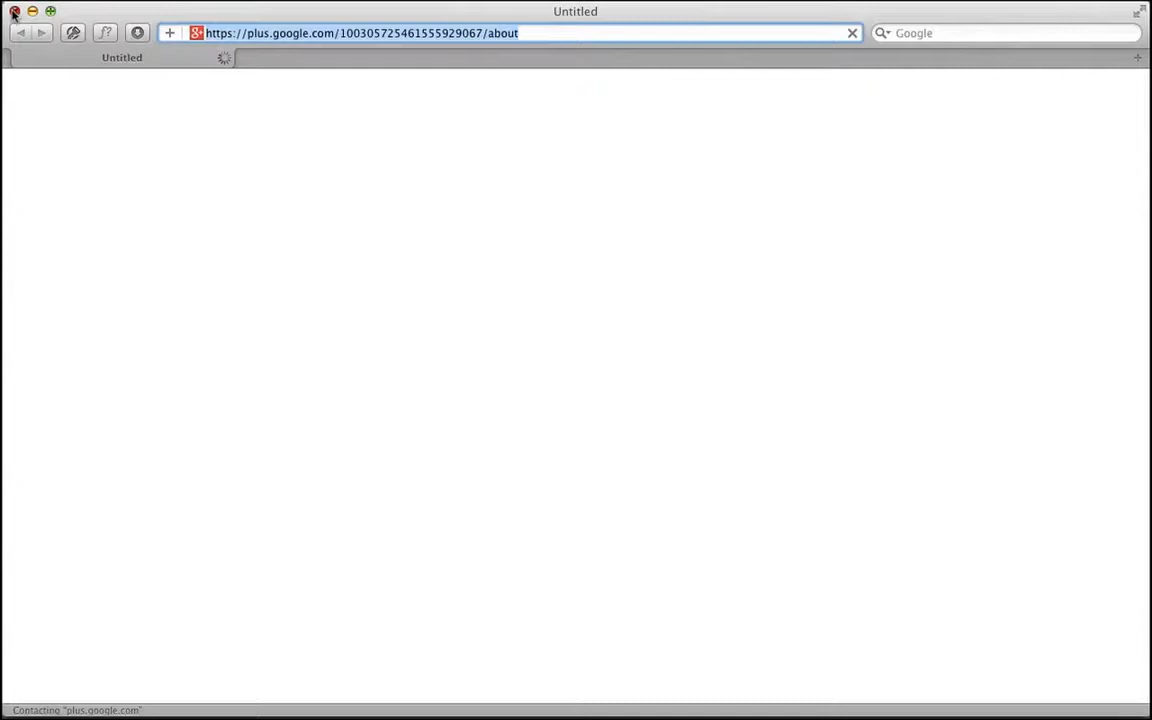 Untitled
f?
https://plus.google.com/100305725461555929067/about
Google
Untitled
Contacting "plus.google.com"